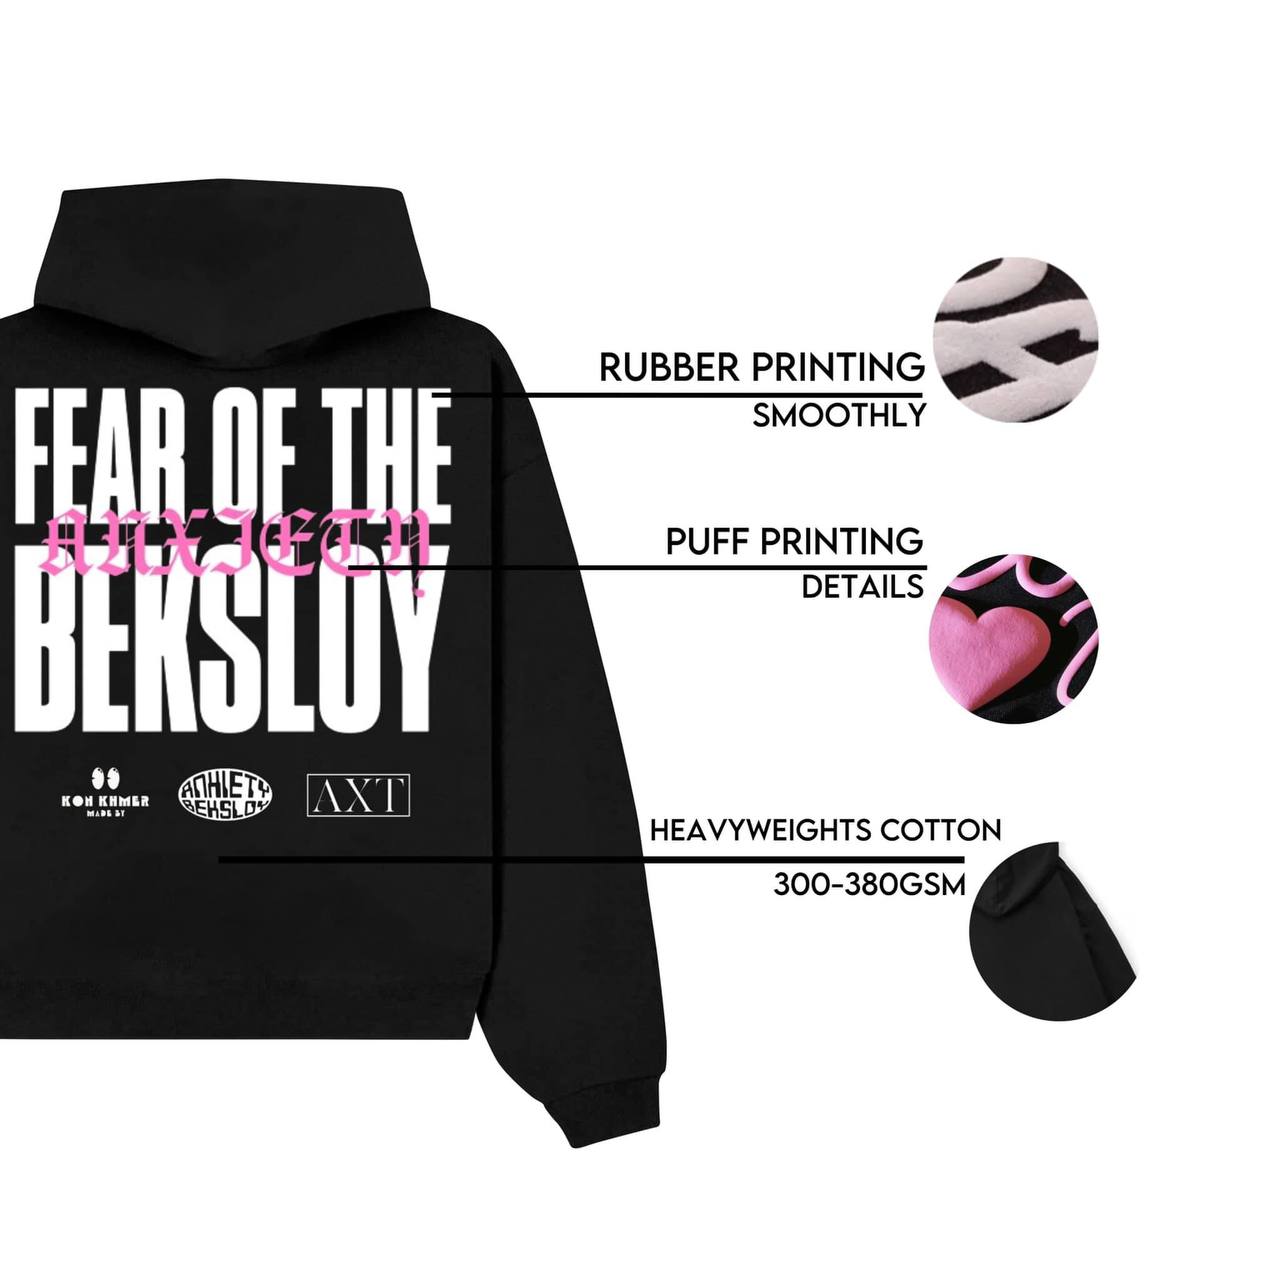 FEAR OF THE
ANXIETY
BEKSLOY
KON KHMER
MADE BY
ANXIETY
BEKSLOY
AXT
RUBBER PRINTING
SMOOTHLY
PUFF PRINTING
DETAILS
HEAVYWEIGHTS COTTON
300-380GSM